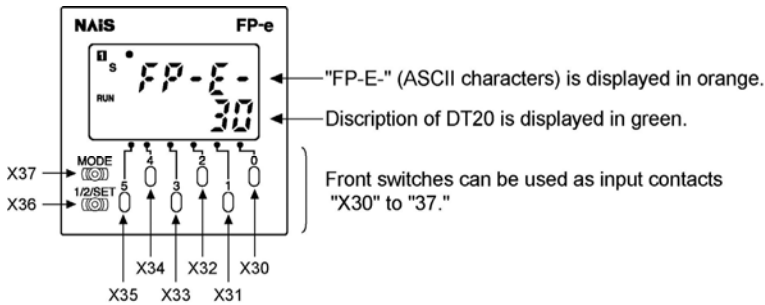 NAiS FP-e
1
S
FP-E- "FP-E-" (ASCII characters) is displayed in orange.
RUN
30 Discription of DT20 is displayed in green.
MODE 4 2 0
X37
1/2/SET 5 3 1
X36
Front switches can be used as input contacts
"X30" to "37."
X34 X32 X30
X35 X33 X31